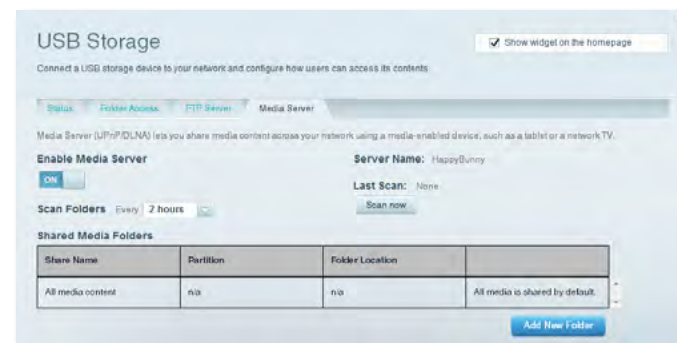 USB Storage
Show widget on the homepage
Connect a USB storage device to your network and configure how users can access its contents
Status Folder Access FTP Server Media Server
Media Server (UPnP/DLNA) lets you share media content across your network using a media-enabled device, such as a tablet or a network TV.
Enable Media Server
Server Name: HappyBunny
ON
Last Scan: None
Scan Folders Every 2 hours
Scan now
Shared Media Folders
Share Name Partition Folder Location
All media content n/a n/a All media is shared by default.
Add New Folder